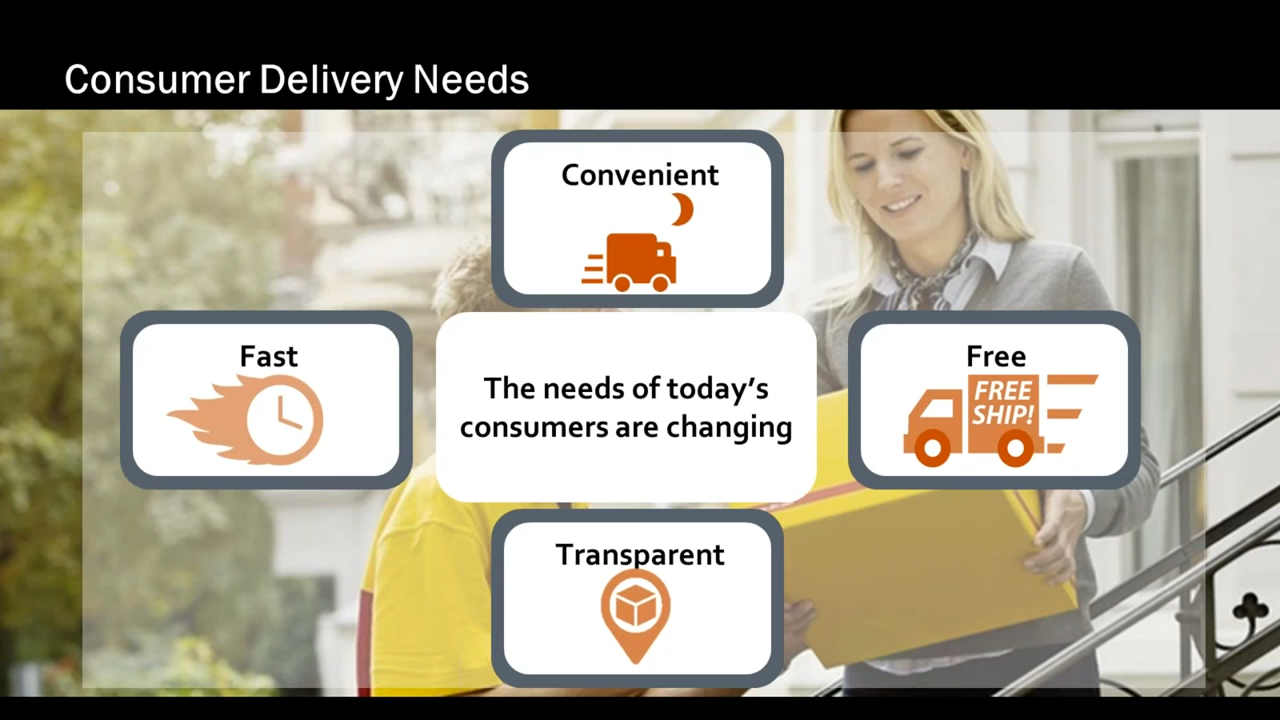 Consumer Delivery Needs
Convenient
Fast
The needs of today's
consumers are changing
Free
FREE
SHIP!
Transparent